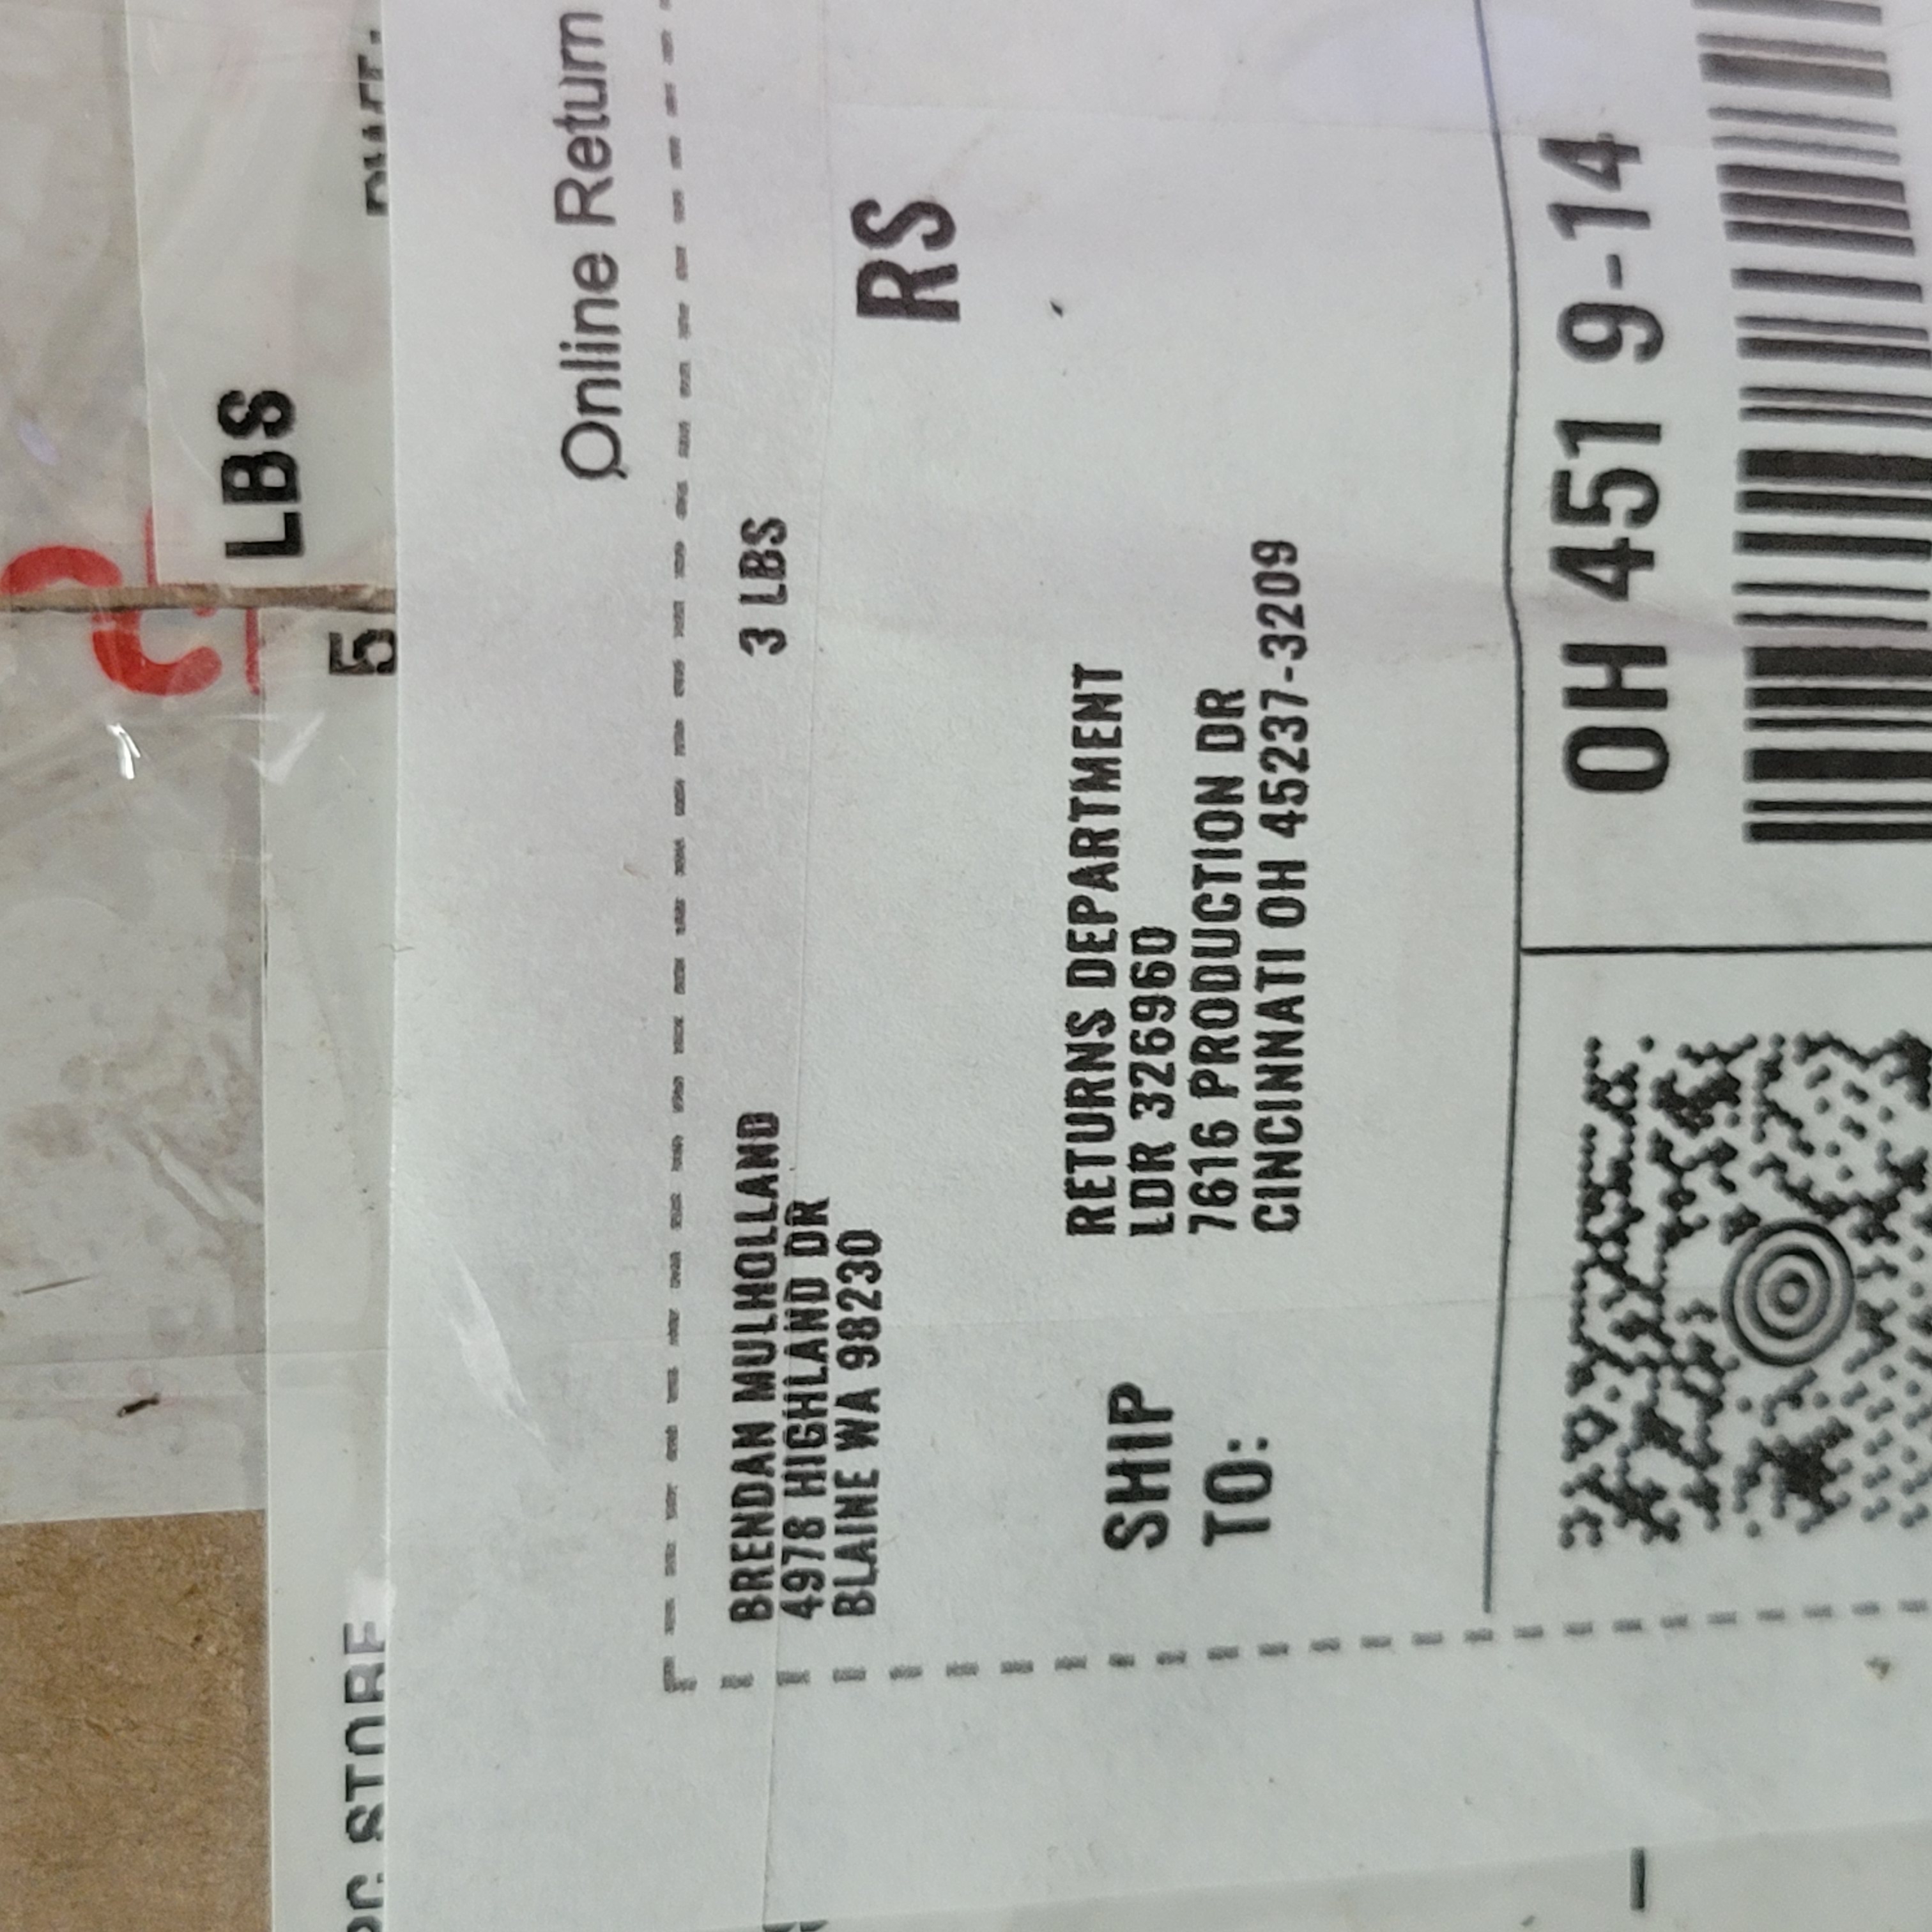 LBS
5
STORE
Online Return
BRENDAN MULHOLLAND
4978 HIGHLAND DR
BLAINE WA 98230
3 LBS
RS
SHIP
TO:
RETURNS DEPARTMENT
LDR 326960
7616 PRODUCTION DR
CINCINNATI OH 45237-3209
OH 451 9-14